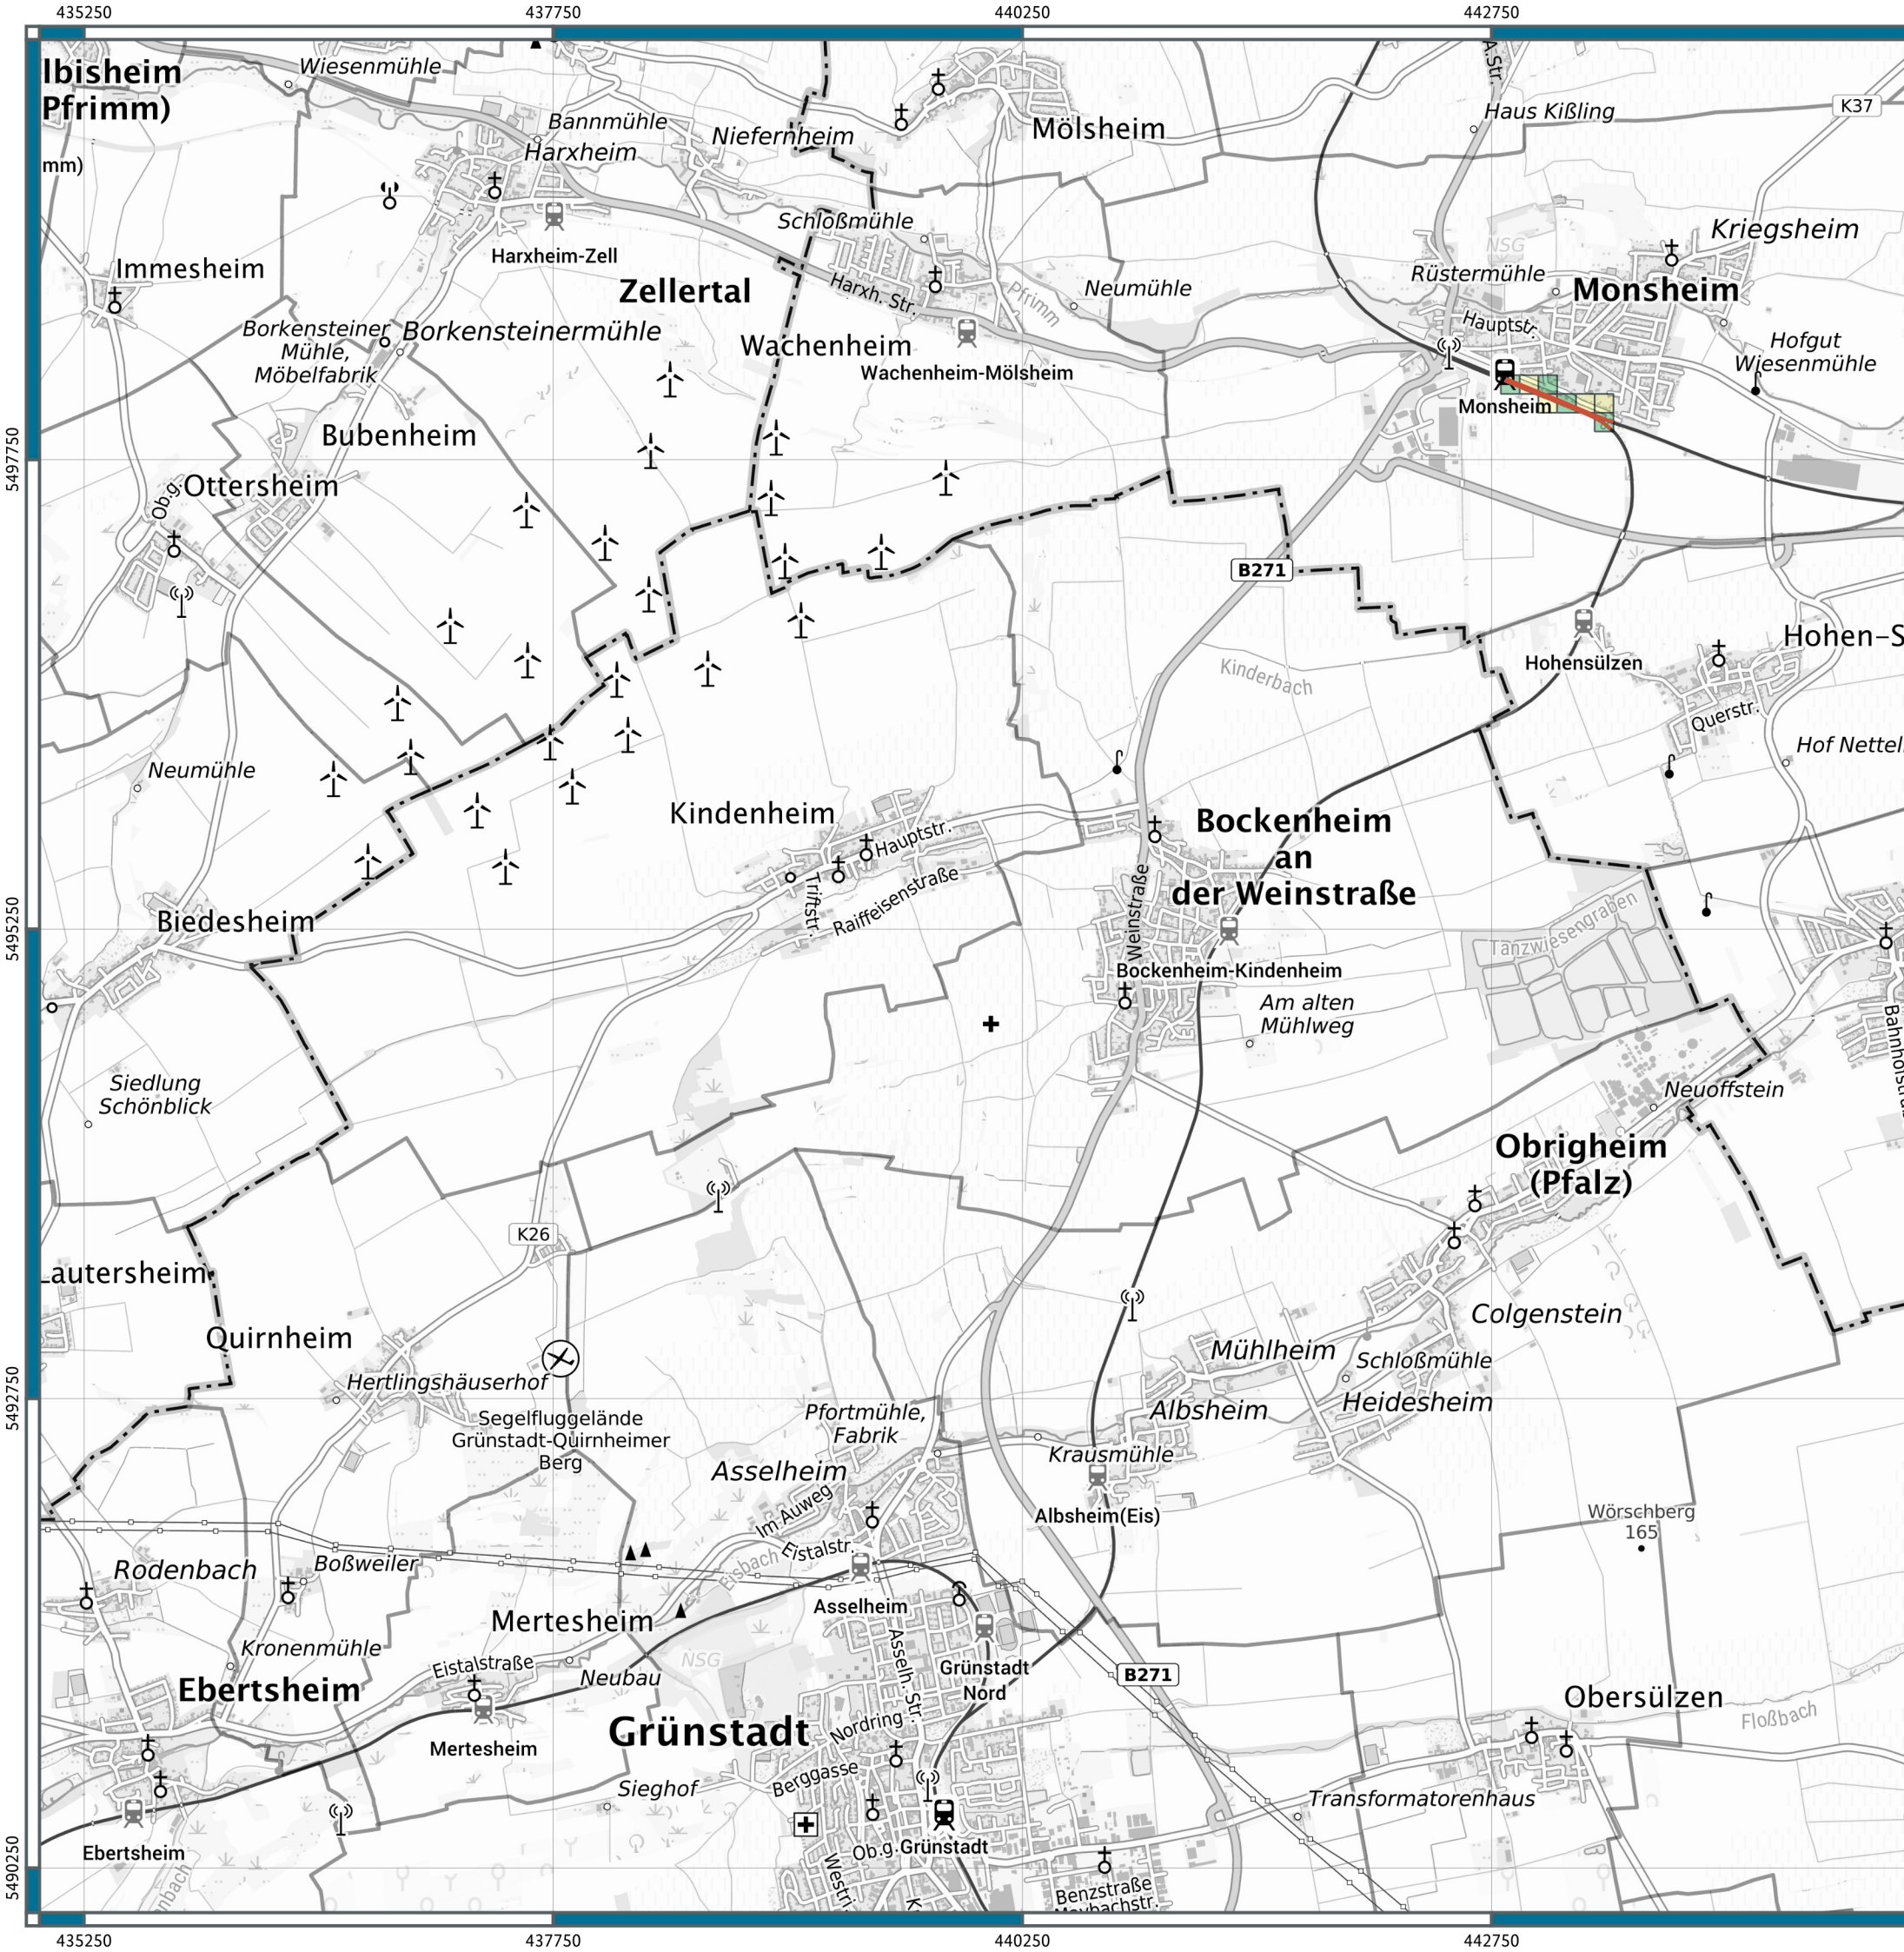 435250
437750
440250
442750
Wiesenmühle
lbisheim
Pfrimm)
mm)
Bannmühle
Harxheim
Niefernheim
Mölsheim
A.Str.
Haus Kißling
K37
Schloßmühle
Kriegsheim
NSG
Immesheim
Harxheim-Zell
Zellertal
Harxh. Str.
Pfrimm
Neumühle
Rüstermühle
Monsheim
Hauptstr.
Borkensteiner
Mühle,
Möbelfabrik
Borkensteinermühle
Wachenheim
Wachenheim-Mölsheim
Hofgut
Wiesenmühle
Monsheim
Bubenheim
5497750
Ottersheim
Ob.g.
B271
Hohen-S
Hohensülzen
Kinderbach
Querstr.
Hof Nettel
Neumühle
Kindenheim
Hauptstr.
Triftstr.
Raiffeisenstraße
Bockenheim
an
der Weinstraße
Weinstraße
5495250
Biedesheim
Tanzwiesengraben
Bockenheim-Kindenheim
Am alten
Mühlweg
Bahnhofstra
Siedlung
Schönblick
Neuoffstein
Obrigheim
(Pfalz)
K26
Lautersheim
Quirnheim
Colgenstein
Mühlheim
Schloßmühle
5492750
Hertlingshäuserhof
Heidesheim
Albsheim
Segelfluggelände
Grünstadt-Quirnheimer
Berg
Pfortmühle,
Fabrik
Krausmühle
Asselheim
Im Auweg
Albsheim(Eis)
Wörschberg
165
Eistalstr.
Eisbach
Rodenbach
Boßweiler
Asselheim
Mertesheim
Kronenmühle
Eistalstraße
Neubau
NSG
Asselh. Str.
Grünstadt
Nord
B271
Ebertsheim
Obersülzen
Floßbach
Grünstadt
Nordring
Mertesheim
Berggasse
Sieghof
Transformatorenhaus
Ebertsheim
Ob.g.
Grünstadt
5490250
nbach
Westri.
K
Benzstraße
Maybachstr.
435250
437750
440250
442750